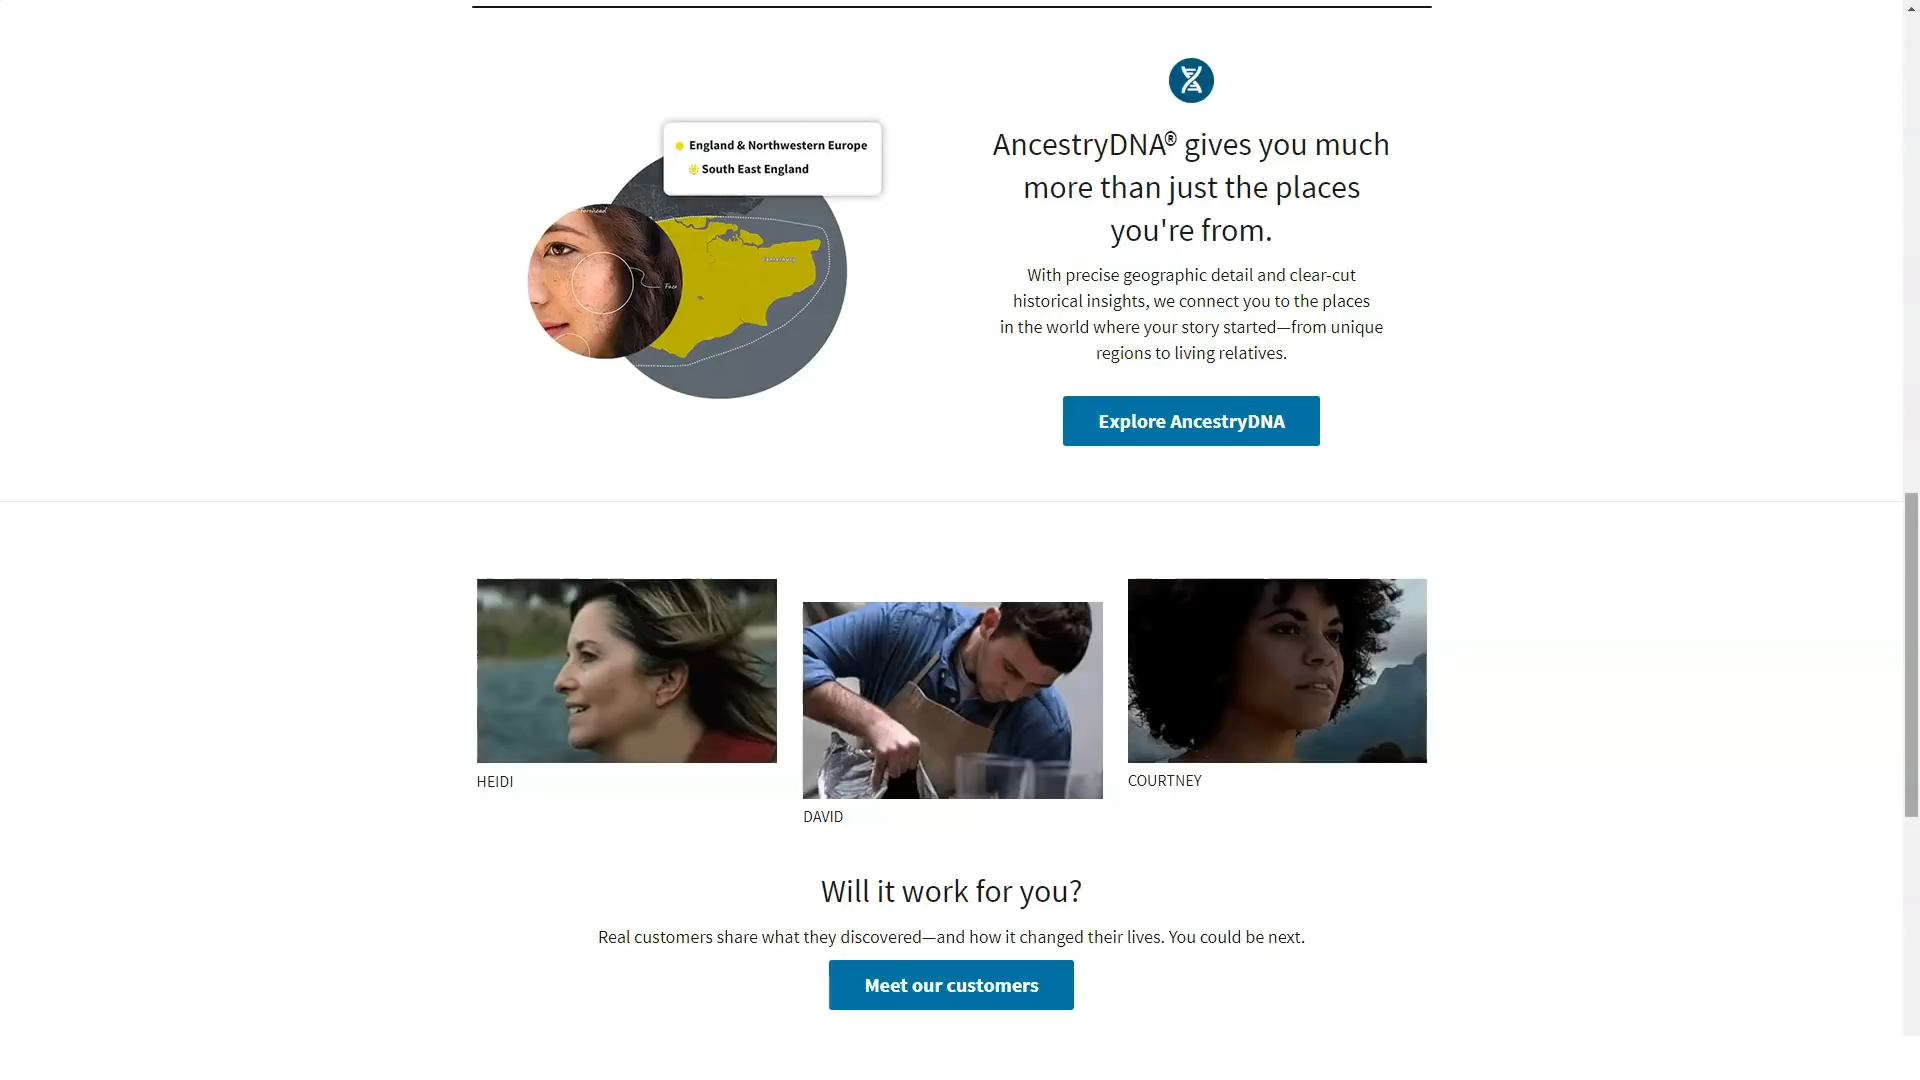 England & Northwestern Europe
South East England
Forehead
Face
Canterbury
AncestryDNA® gives you much
more than just the places
you're from.
With precise geographic detail and clear-cut
historical insights, we connect you to the places
in the world where your story started—from unique
regions to living relatives.
Explore AncestryDNA
HEIDI
DAVID
COURTNEY
Will it work for you?
Real customers share what they discovered—and how it changed their lives. You could be next.
Meet our customers